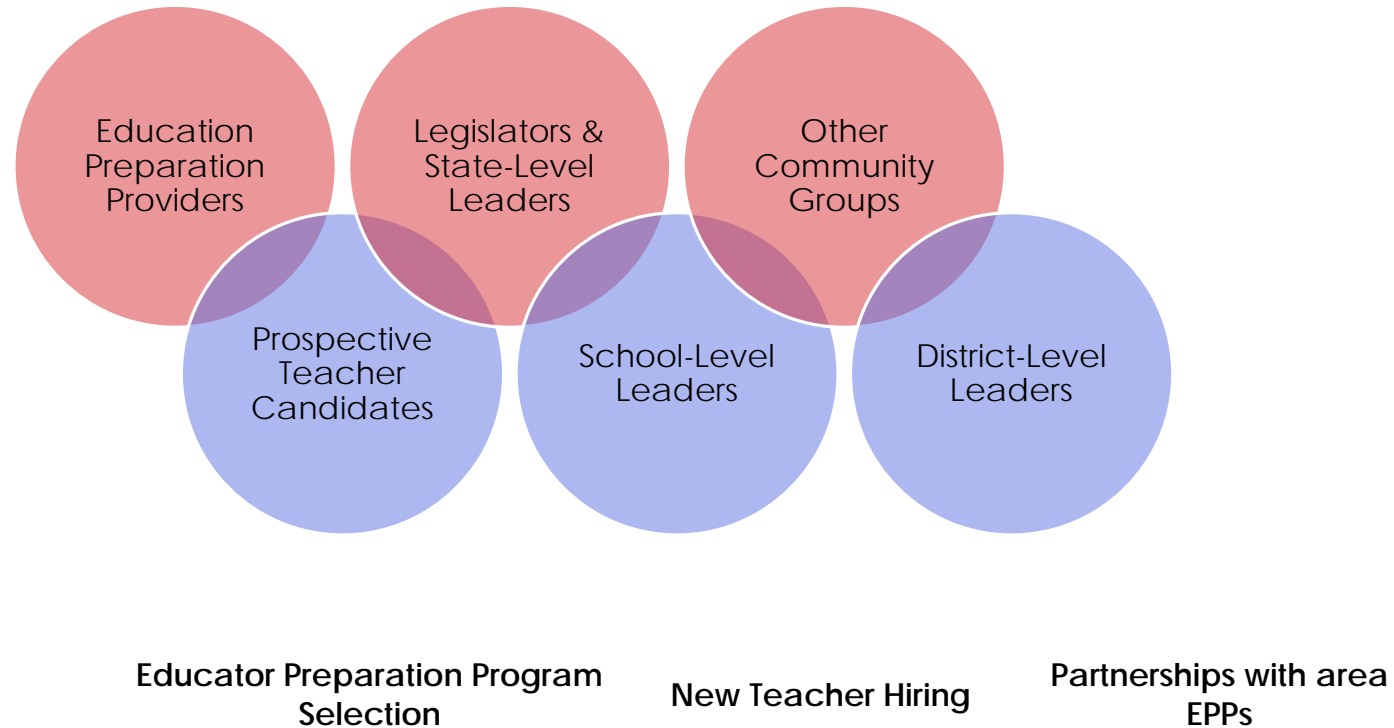 Education
Preparation
Providers
Legislators &
State-Level
Leaders
Other
Community
Groups
Prospective
Teacher
Candidates
School-Level
Leaders
District-Level
Leaders
Educator Preparation Program
Selection
New Teacher Hiring
Partnerships with area
EPPs